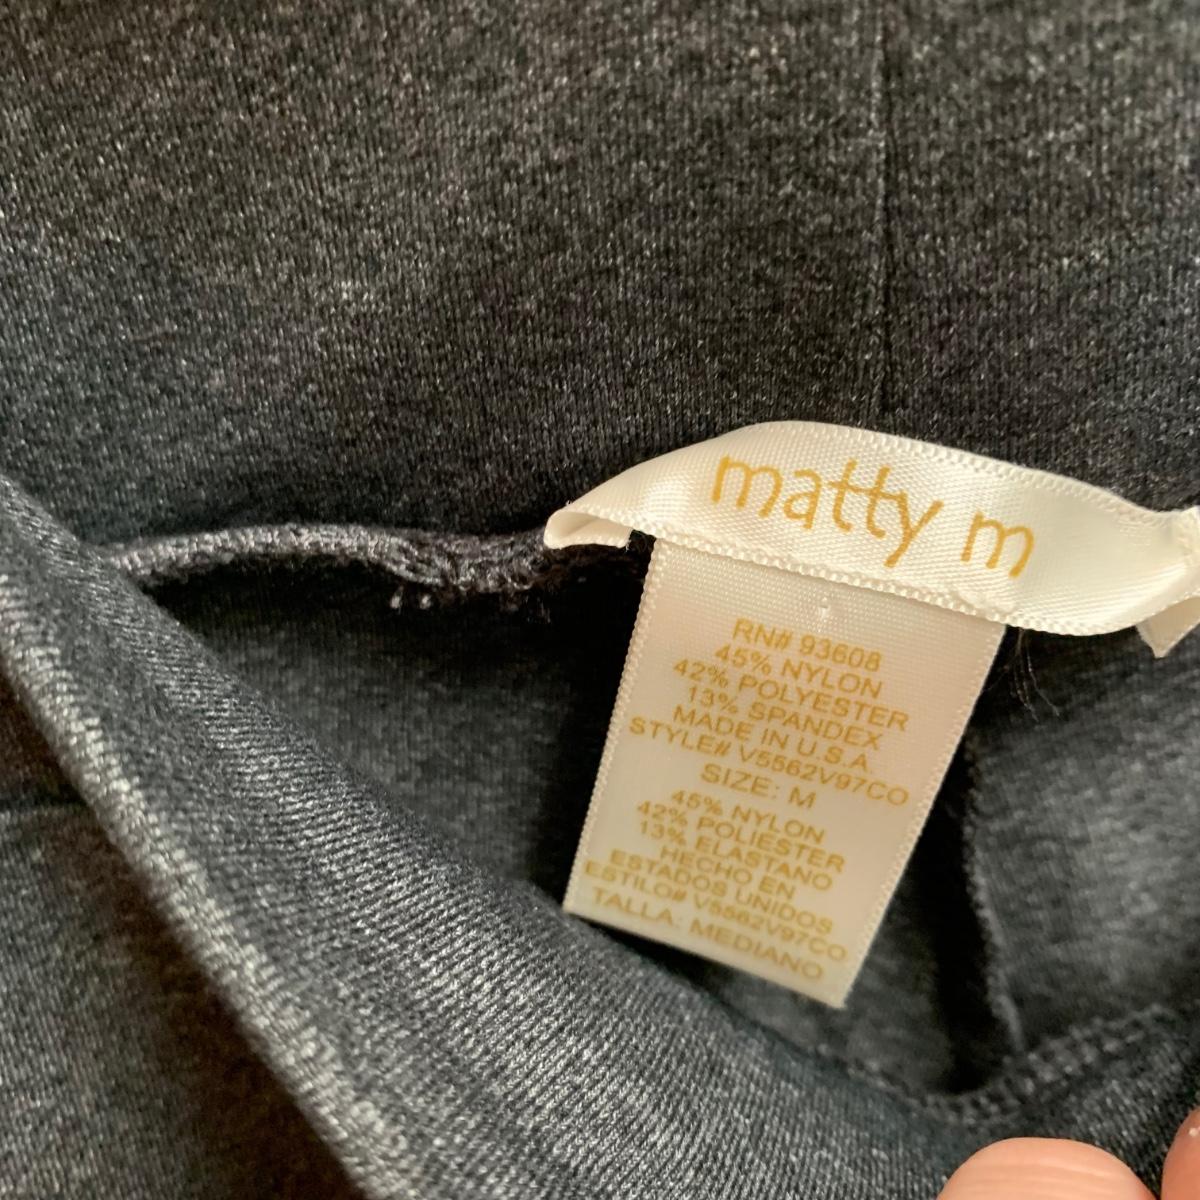 matty m
RN# 93608
45% NYLON
42% POLYESTER
13% SPANDEX
MADE IN U.S.A.
STYLE# V5562V97CO
SIZE: M
45% NYLON
42% POLIESTER
13% ELASTANO
HECHO EN
ESTADOS UNIDOS
ESTILO# V5562V97CO
TALLA: MEDIANO